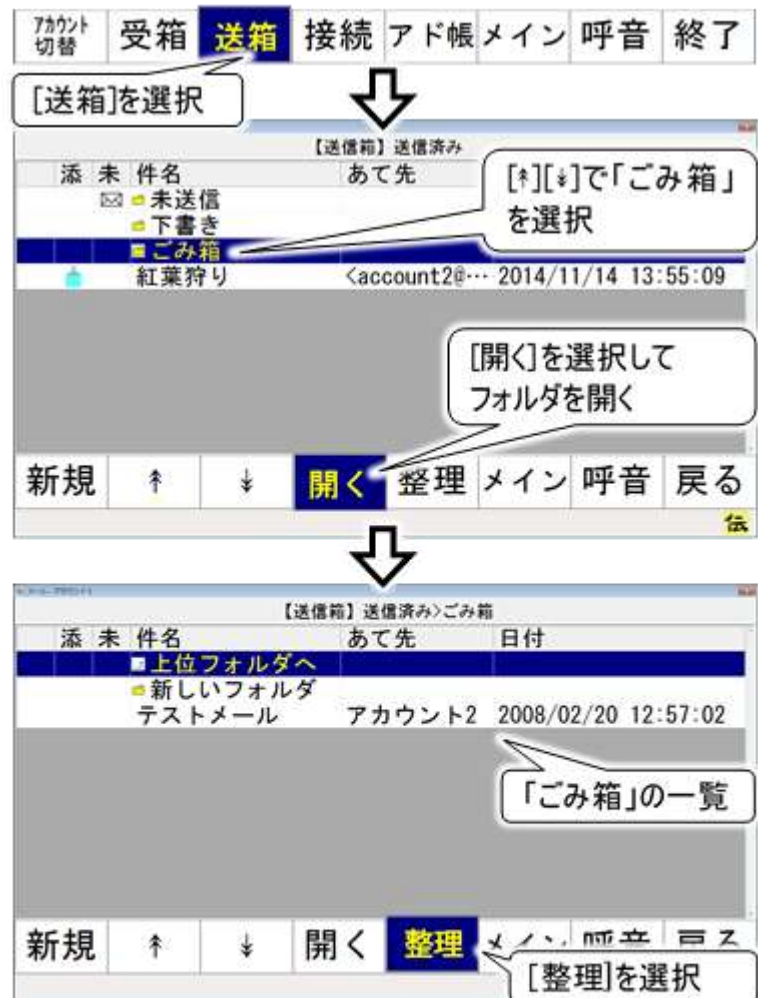 アカウント切替 受箱 送箱 接続 アド帳 メイン 呼音 終了
[送箱]を選択
【送信箱】送信済み
添 未 件名 あて先
未送信
下書き
ごみ箱
紅葉狩り <account2@… 2014/11/14 13:55:09
[↟][↡]で「ごみ箱」
を選択
[開く]を選択して
フォルダを開く
新規 ↟ ↡ 開く 整理 メイン 呼音 戻る
伝
【送信箱】送信済み>ごみ箱
添 未 件名 あて先 日付
上位フォルダへ
新しいフォルダ
テストメール アカウント2 2008/02/20 12:57:02
「ごみ箱」の一覧
新規 ↟ ↡ 開く 整理 メイン 呼音 戻る
[整理]を選択